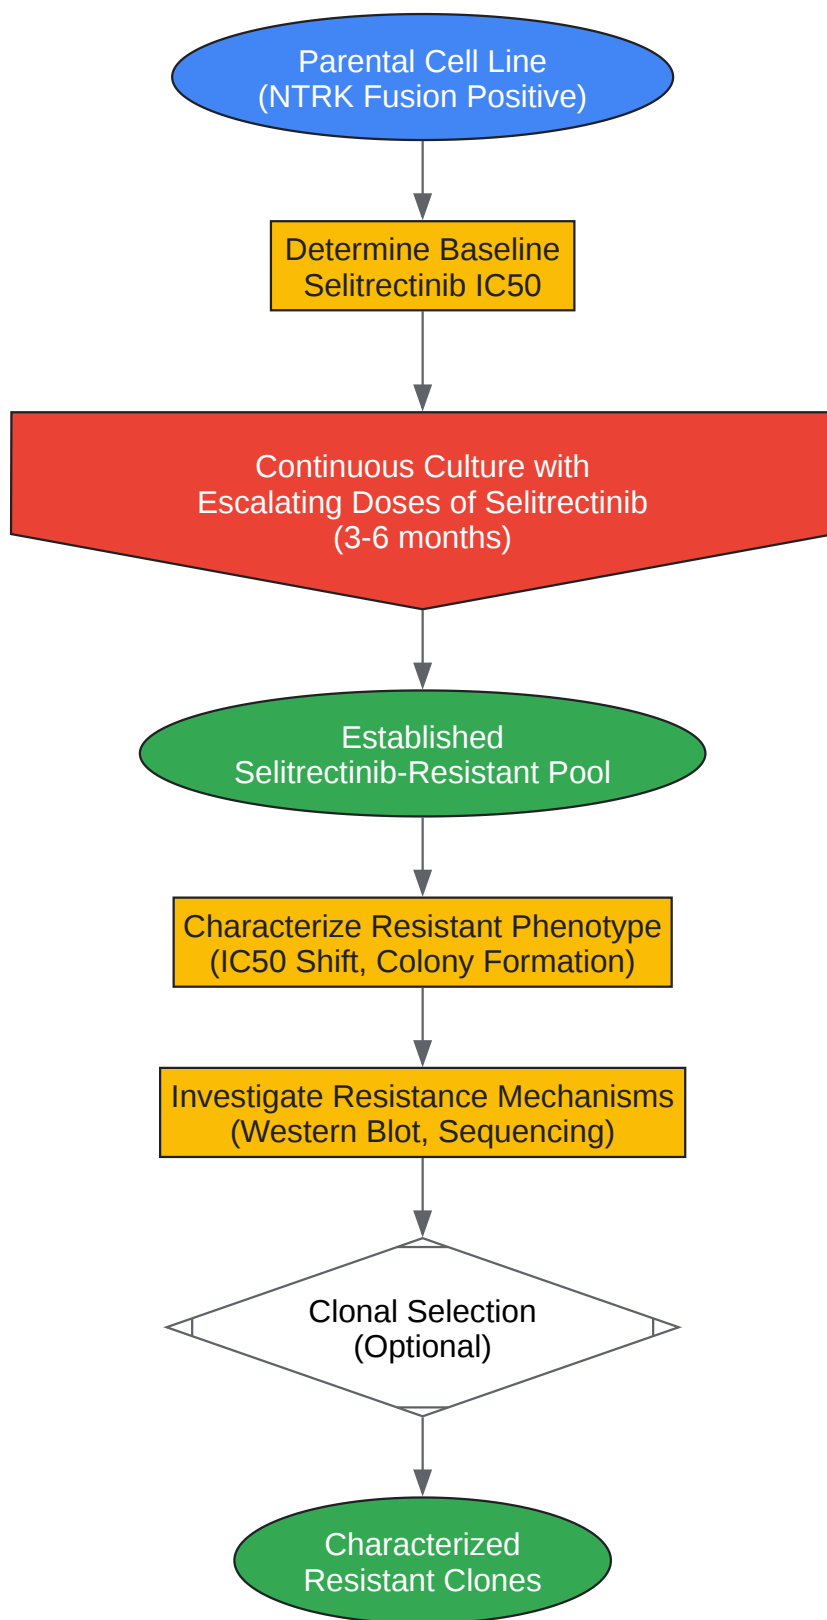 Parental Cell Line
(NTRK Fusion Positive)
Determine Baseline
Selitrectinib IC50
Continuous Culture with
Escalating Doses of Selitrectinib
(3-6 months)
Established
Selitrectinib-Resistant Pool
Characterize Resistant Phenotype
(IC50 Shift, Colony Formation)
Investigate Resistance Mechanisms
(Western Blot, Sequencing)
Clonal Selection
(Optional)
Characterized
Resistant Clones